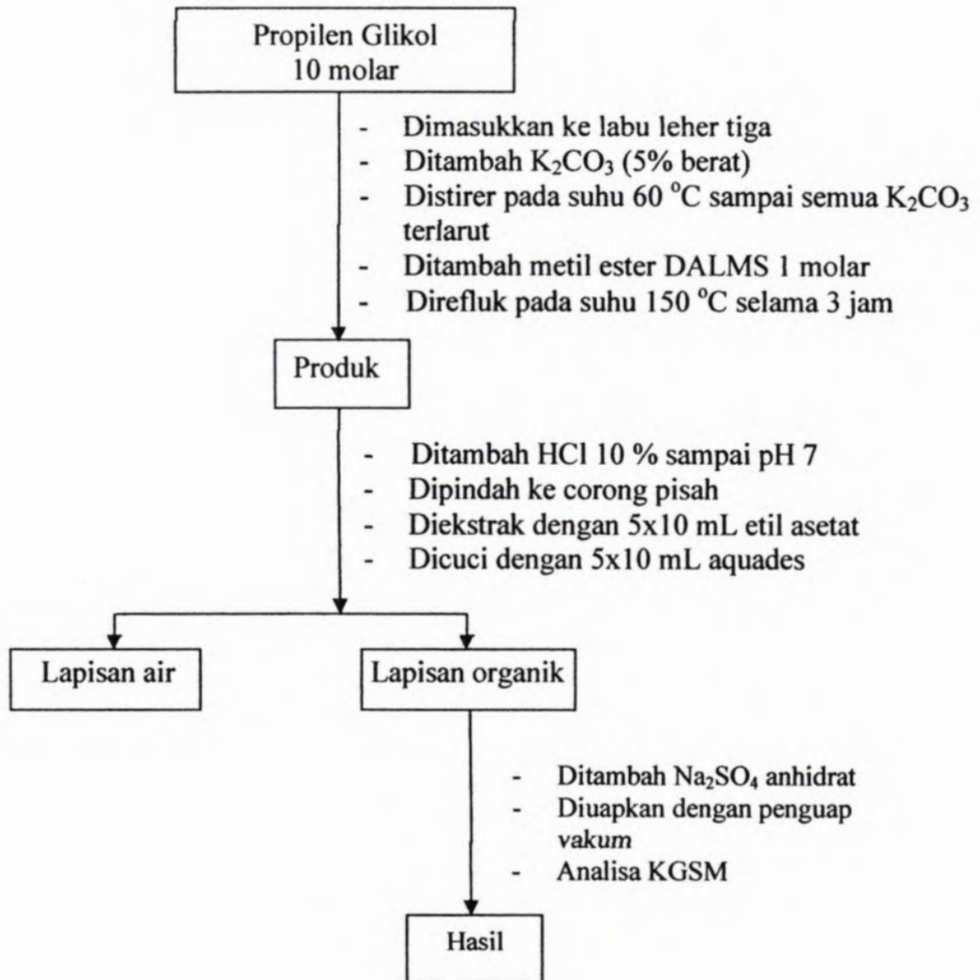 Propilen Glikol
10 molar
- Dimasukkan ke labu leher tiga
- Ditambah K₂CO₃ (5% berat)
- Distirer pada suhu 60 °C sampai semua K₂CO₃
terlarut
- Ditambah metil ester DALMS 1 molar
- Direfluk pada suhu 150 °C selama 3 jam
Produk
- Ditambah HCl 10 % sampai pH 7
- Dipindah ke corong pisah
- Diekstrak dengan 5x10 mL etil asetat
- Dicuci dengan 5x10 mL aquades
Lapisan air
Lapisan organik
- Ditambah Na₂SO₄ anhidrat
- Diuapkan dengan penguap
vakum
- Analisa KGSM
Hasil